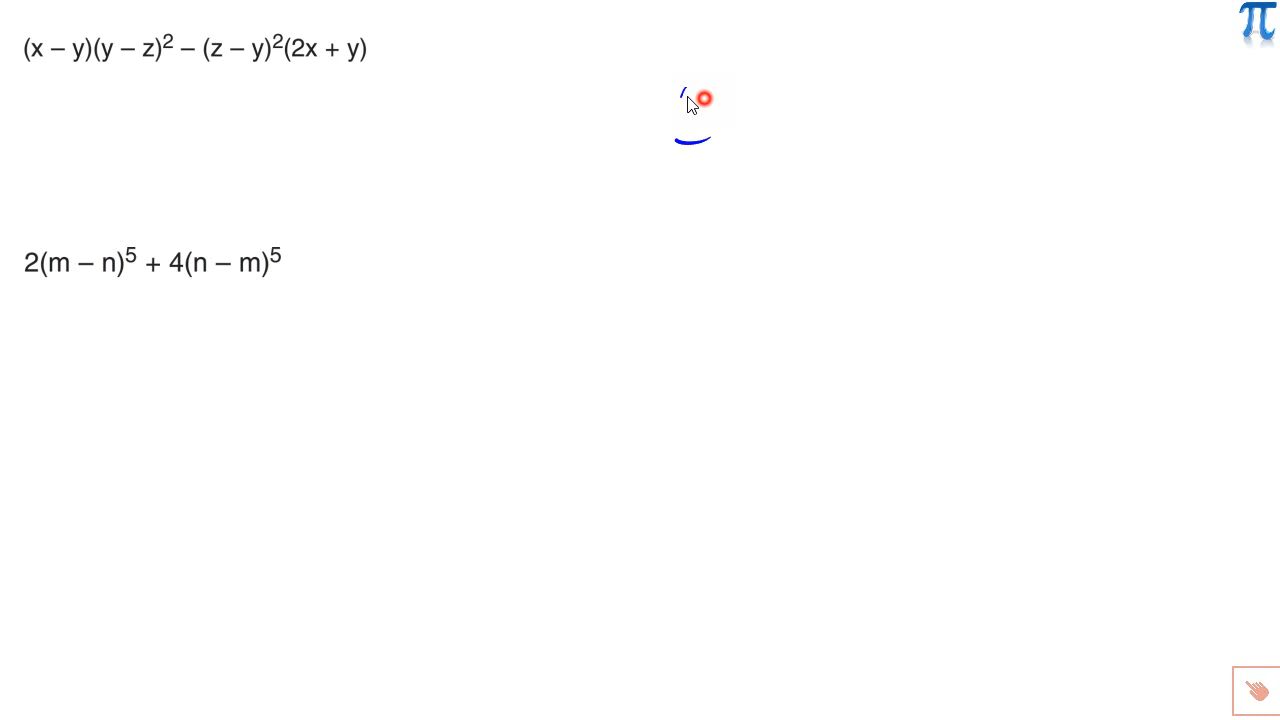 (x – y)(y – z)² – (z – y)²(2x + y)
2(m – n)⁵ + 4(n – m)⁵